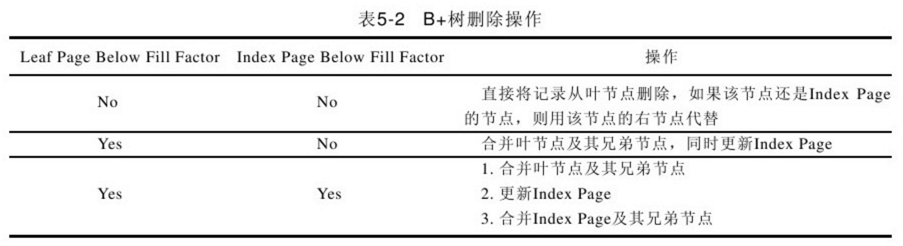 表5-2 B+树删除操作
Leaf Page Below Fill Factor Index Page Below Fill Factor 操作
No No 直接将记录从叶节点删除，如果该节点还是Index Page
的节点，则用该节点的右节点代替
Yes No 合并叶节点及其兄弟节点，同时更新Index Page
1. 合并叶节点及其兄弟节点
Yes Yes 2. 更新Index Page
3. 合并Index Page及其兄弟节点